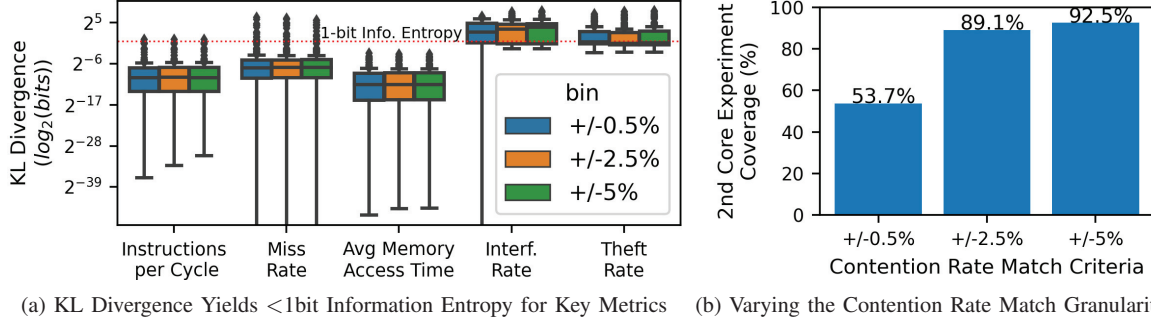 KL Divergence
(log2(bits))
2^5
2^-6
2^-17
2^-28
2^-39
1-bit Info. Entropy
bin
+/-0.5%
+/-2.5%
+/-5%
Instructions
per Cycle
Miss
Rate
Avg Memory
Access Time
Interf.
Rate
Theft
Rate
(a) KL Divergence Yields <1bit Information Entropy for Key Metrics
2nd Core Experiment
Coverage (%)
100
80
60
40
20
0
53.7%
89.1%
92.5%
+/-0.5%
+/-2.5%
+/-5%
Contention Rate Match Criteria
(b) Varying the Contention Rate Match